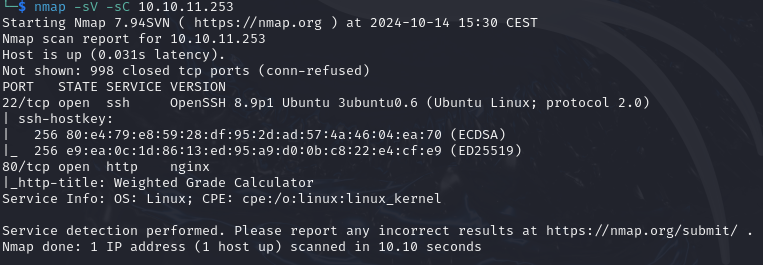 └─$ nmap -sV -sC 10.10.11.253
Starting Nmap 7.94SVN ( https://nmap.org ) at 2024-10-14 15:30 CEST
Nmap scan report for 10.10.11.253
Host is up (0.031s latency).
Not shown: 998 closed tcp ports (conn-refused)
PORT   STATE SERVICE VERSION
22/tcp open  ssh     OpenSSH 8.9p1 Ubuntu 3ubuntu0.6 (Ubuntu Linux; protocol 2.0)
| ssh-hostkey:
|   256 80:e4:79:e8:59:28:df:95:2d:ad:57:4a:46:04:ea:70 (ECDSA)
|_  256 e9:ea:0c:1d:86:13:ed:95:a9:d0:0b:c8:22:e4:cf:e9 (ED25519)
80/tcp open  http    nginx
|_http-title: Weighted Grade Calculator
Service Info: OS: Linux; CPE: cpe:/o:linux:linux_kernel

Service detection performed. Please report any incorrect results at https://nmap.org/submit/ .
Nmap done: 1 IP address (1 host up) scanned in 10.10 seconds